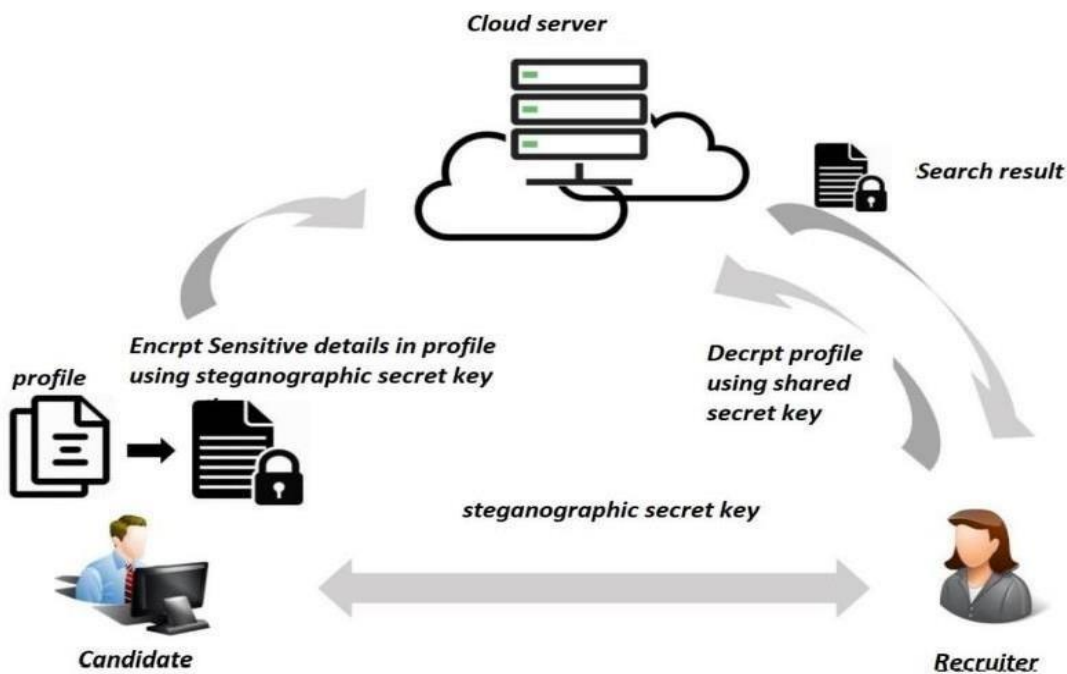 Cloud server
Search result
Encrpt Sensitive details in profile
using steganographic secret key
profile
Decrpt profile
using shared
secret key
steganographic secret key
Candidate
Recruiter